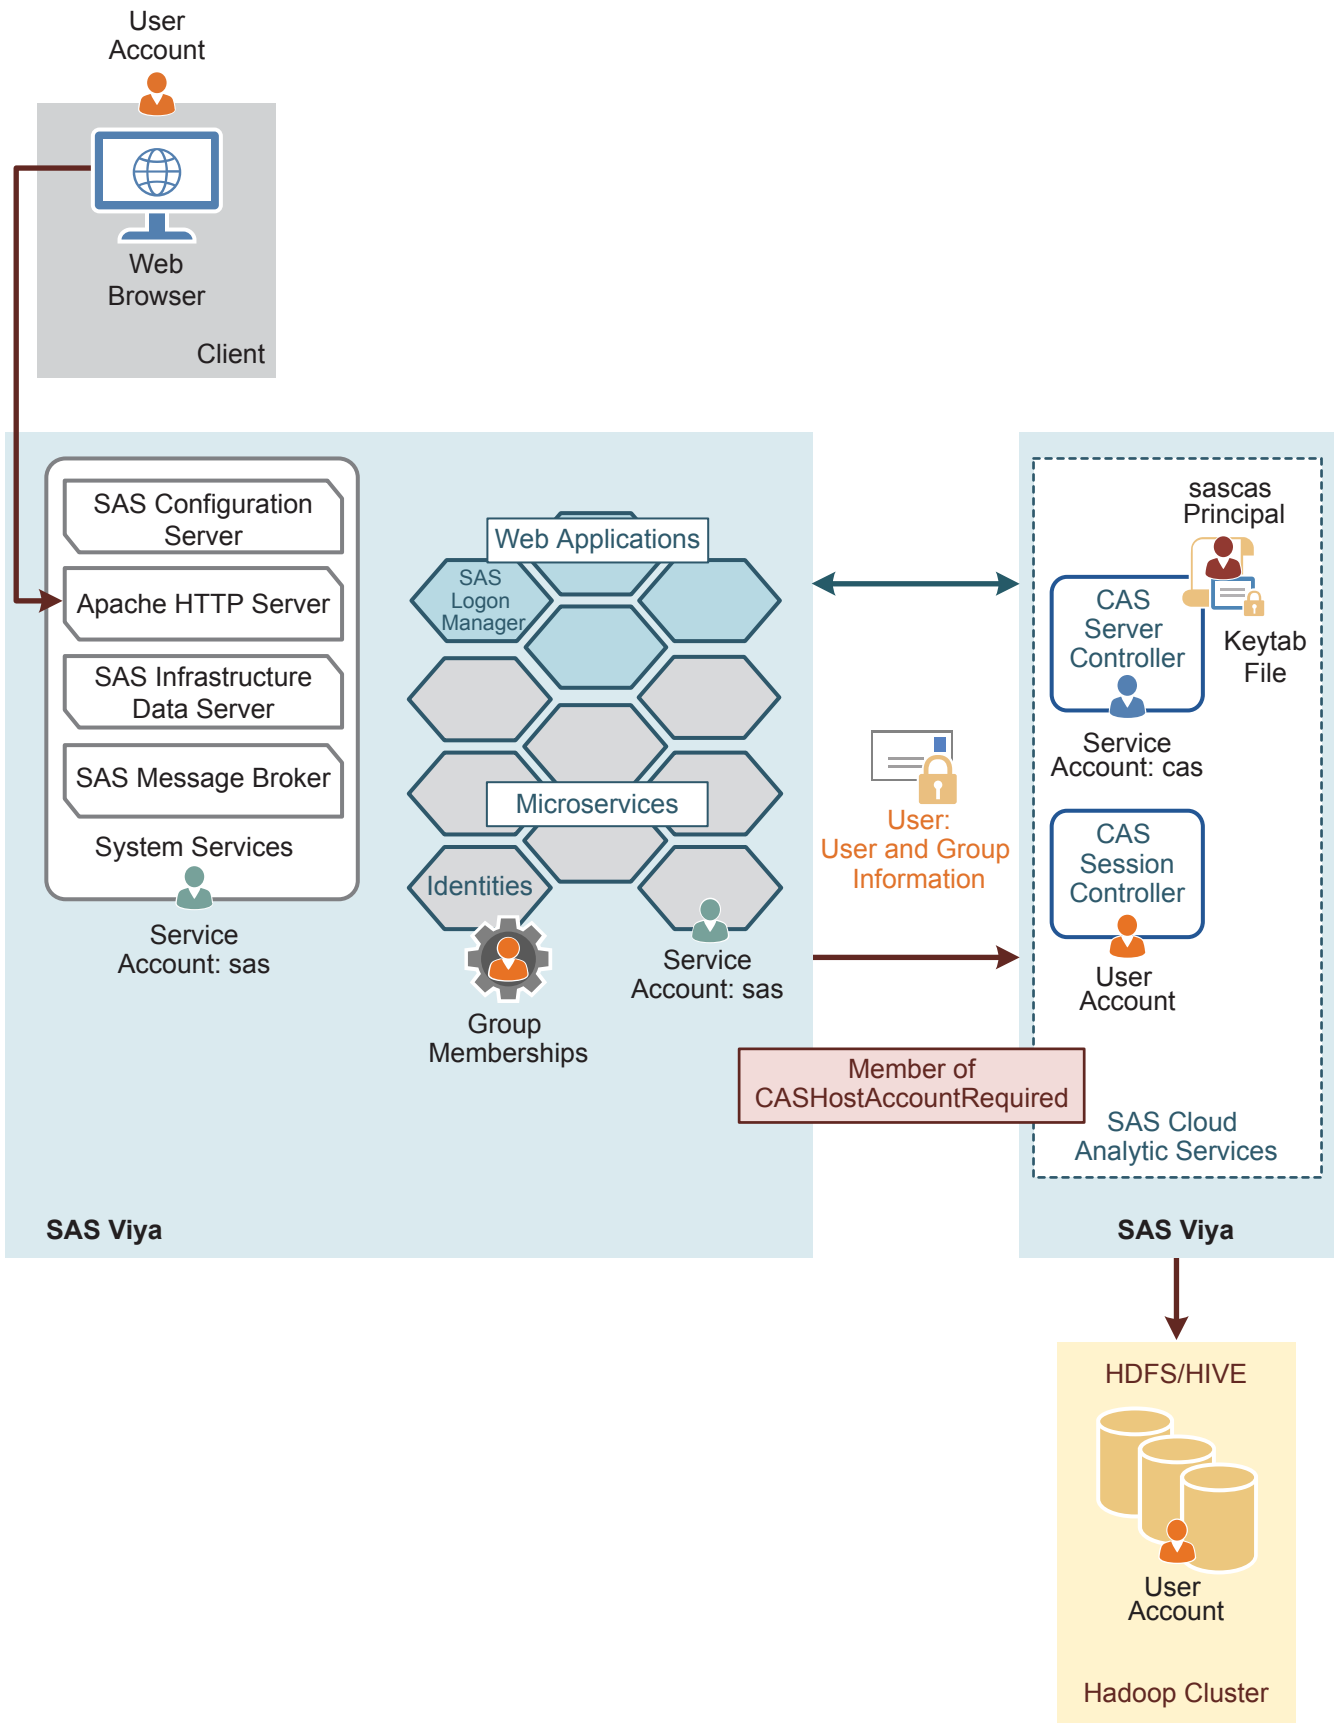 User
Account
Web
Browser
Client
SAS Configuration
Server
Apache HTTP Server
SAS Infrastructure
Data Server
SAS Message Broker
System Services
Service
Account: sas
Web Applications
SAS
Logon
Manager
Microservices
Identities
Group
Memberships
Service
Account: sas
SAS Viya
User:
User and Group
Information
Member of
CASHostAccountRequired
sascas
Principal
Keytab
File
CAS
Server
Controller
Service
Account: cas
CAS
Session
Controller
User
Account
SAS Cloud
Analytic Services
SAS Viya
HDFS/HIVE
User
Account
Hadoop Cluster